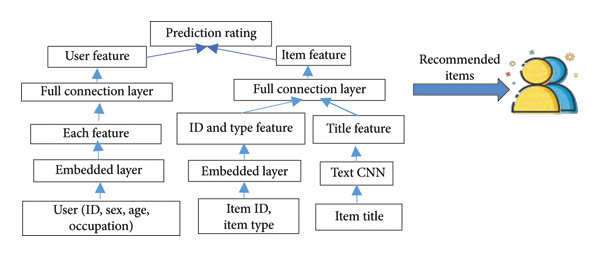 Prediction rating
User feature
Item feature
Full connection layer
Full connection layer
Each feature
ID and type feature
Title feature
Embedded layer
Embedded layer
Text CNN
User (ID, sex, age,
occupation)
Item ID,
item type
Item title
Recommended
items